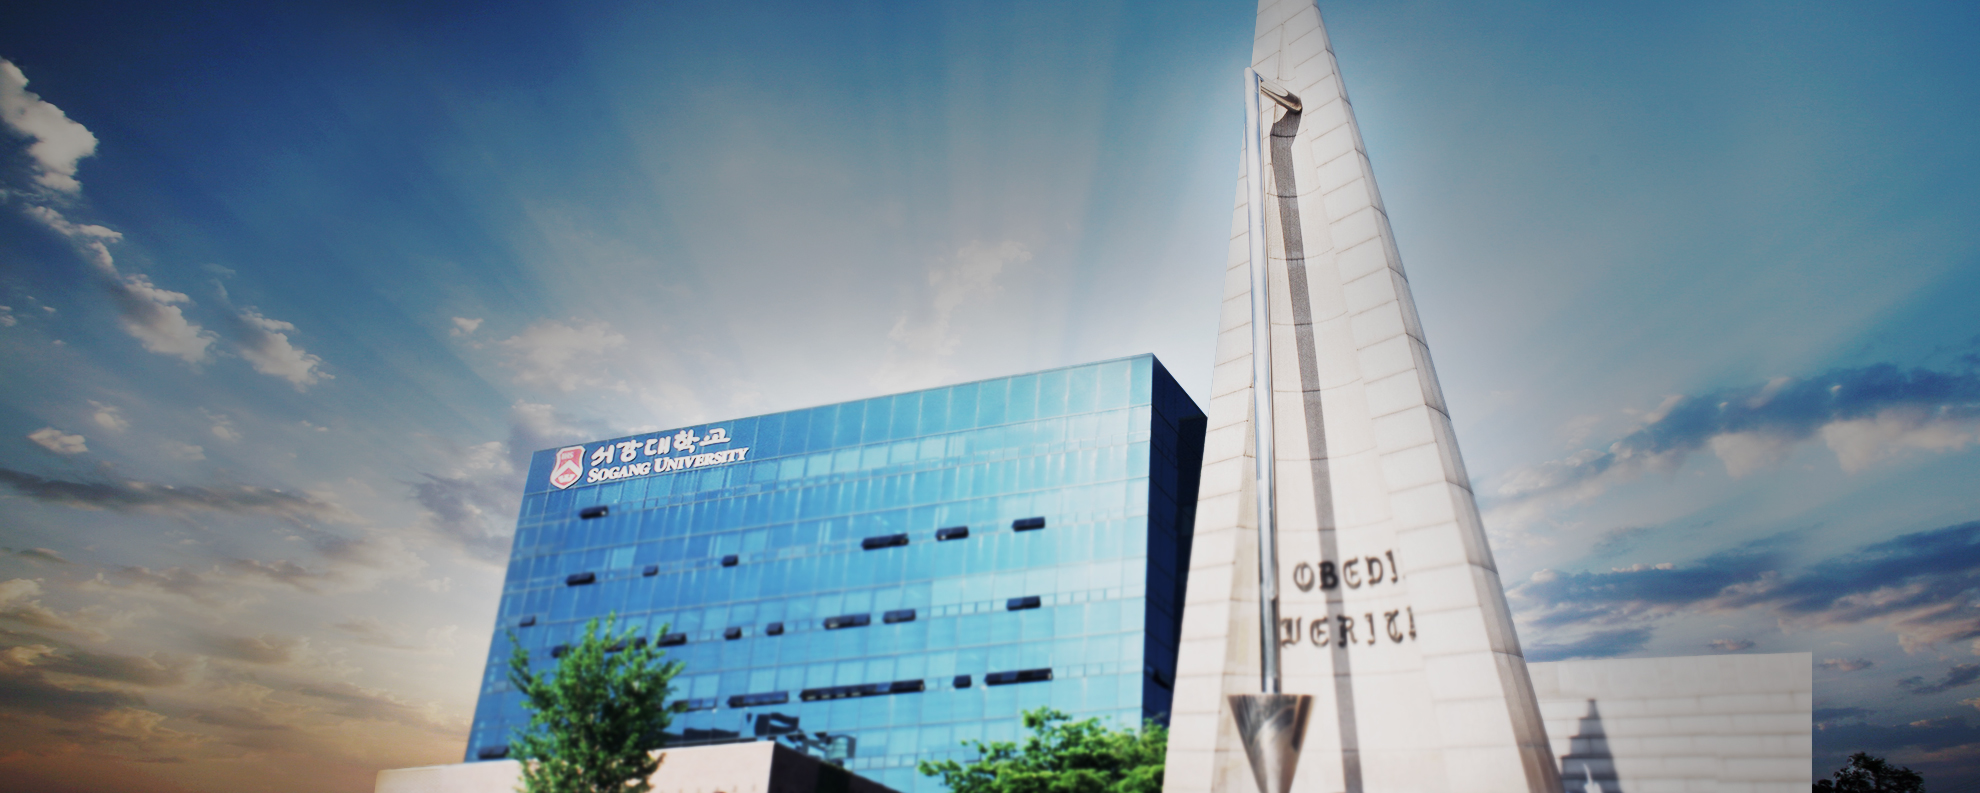 서강대학교
SOGANG UNIVERSITY
OBEDI
VERITI